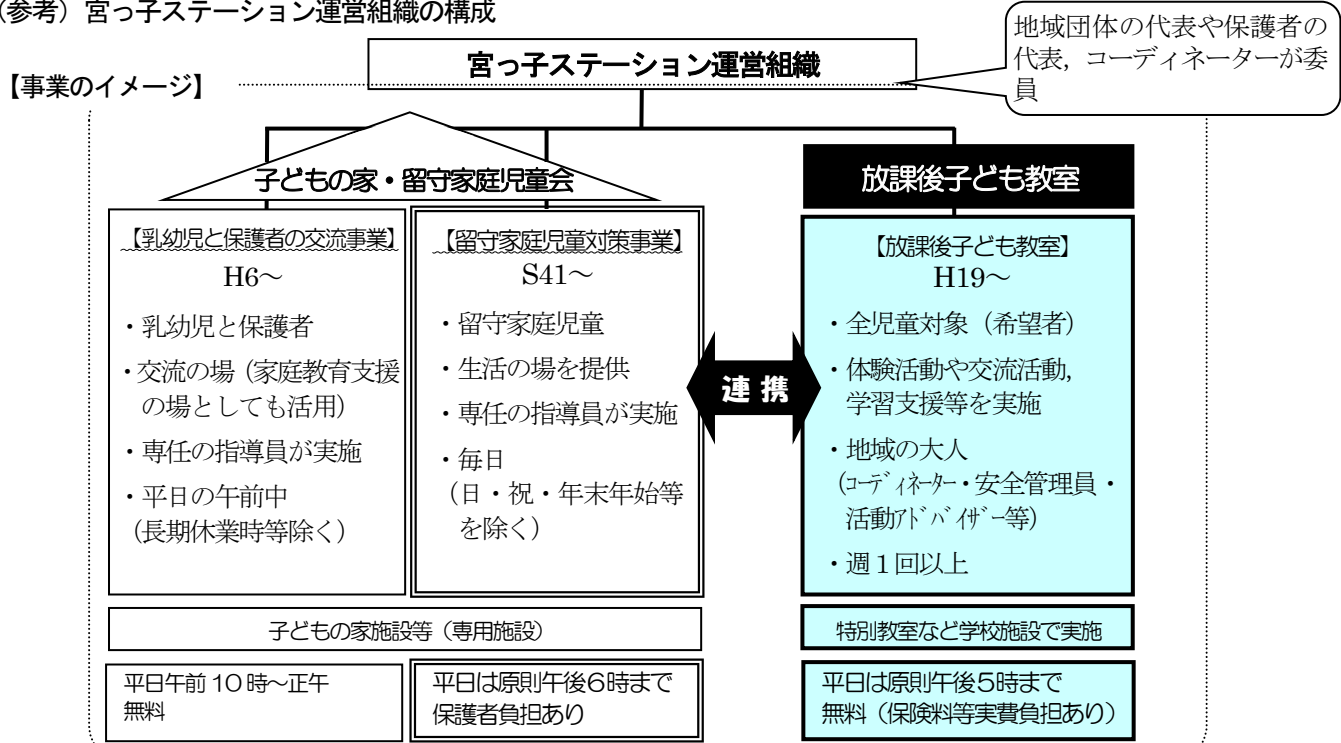 (参考）宮っ子ステーション運営組織の構成
地域団体の代表や保護者の
代表，コーディネーターが委
員
宮っ子ステーション運営組織
【事業のイメージ】
子どもの家・留守家庭児童会
【乳幼児と保護者の交流事業】
H6～
・乳幼児と保護者
・交流の場（家庭教育支援
の場としても活用）
・専任の指導員が実施
・平日の午前中
（長期休業時等除く）
【留守家庭児童対策事業】
S41～
・留守家庭児童
・生活の場を提供
・専任の指導員が実施
・毎日
（日・祝・年末年始等
を除く）
連携
放課後子ども教室
【放課後子ども教室】
H19～
・全児童対象（希望者）
・体験活動や交流活動，
学習支援等を実施
・地域の大人
（ｺｰﾃﾞｨﾈｰﾀｰ・安全管理員・
活動ｱﾄﾞﾊﾞｲｻﾞｰ等）
・週１回以上
子どもの家施設等（専用施設）
特別教室など学校施設で実施
平日午前10時～正午
無料
平日は原則午後6時まで
保護者負担あり
平日は原則午後5時まで
無料（保険料等実費負担あり）